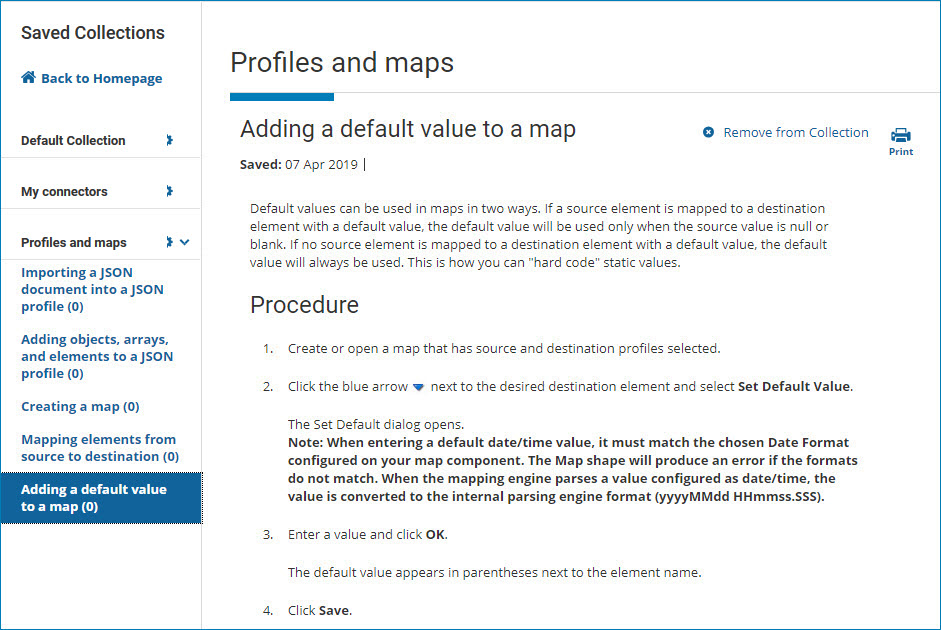 Saved Collections
Back to Homepage
Default Collection
My connectors
Profiles and maps
Importing a JSON
document into a JSON
profile (0)
Adding objects, arrays,
and elements to a JSON
profile (0)
Creating a map (0)
Mapping elements from
source to destination (0)
Adding a default value
to a map (0)
Profiles and maps
Adding a default value to a map
Remove from Collection
Print
Saved: 07 Apr 2019 |
Default values can be used in maps in two ways. If a source element is mapped to a destination
element with a default value, the default value will be used only when the source value is null or
blank. If no source element is mapped to a destination element with a default value, the default
value will always be used. This is how you can "hard code" static values.
Procedure
1. Create or open a map that has source and destination profiles selected.
2. Click the blue arrow next to the desired destination element and select Set Default Value.
The Set Default dialog opens.
Note: When entering a default date/time value, it must match the chosen Date Format
configured on your map component. The Map shape will produce an error if the formats
do not match. When the mapping engine parses a value configured as date/time, the
value is converted to the internal parsing engine format (yyyyMMdd HHmmss.SSS).
3. Enter a value and click OK.
The default value appears in parentheses next to the element name.
4. Click Save.